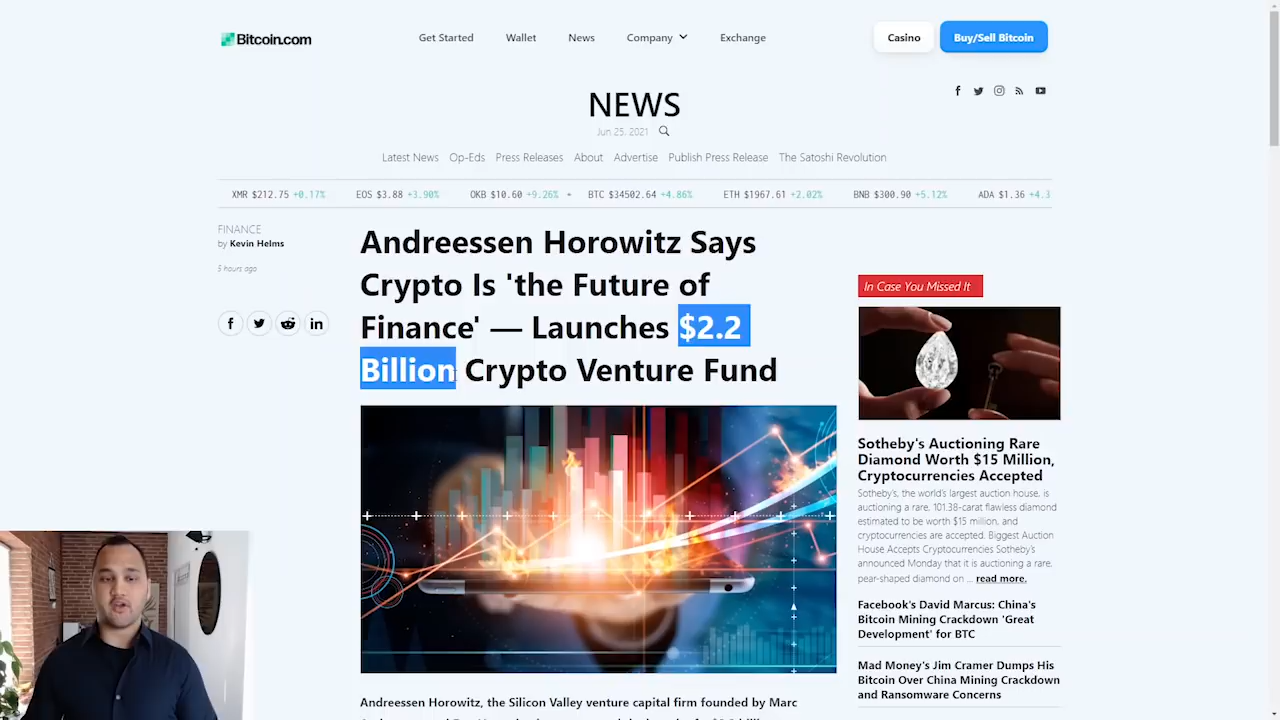 Bitcoin.com
Get Started
Wallet
News
Company
Exchange
Casino
Buy/Sell Bitcoin
NEWS
Jun 25, 2021
Latest News
Op-Eds
Press Releases
About
Advertise
Publish Press Release
The Satoshi Revolution
XMR $212.75 +0.17%
EOS $3.88 +3.90%
OKB $10.60 +9.26%
BTC $34502.64 +4.86%
ETH $1967.61 +2.02%
BNB $300.90 +5.12%
ADA $1.36 +4.3
FINANCE
by Kevin Helms
5 hours ago
Andreessen Horowitz Says
Crypto Is 'the Future of
Finance' — Launches $2.2
Billion Crypto Venture Fund
Andreessen Horowitz, the Silicon Valley venture capital firm founded by Marc
In Case You Missed It
Sotheby's Auctioning Rare
Diamond Worth $15 Million,
Cryptocurrencies Accepted
Sotheby's, the world's largest auction house, is
auctioning a rare, 101.38-carat flawless diamond
estimated to be worth $15 million, and
cryptocurrencies are accepted. Biggest Auction
House Accepts Cryptocurrencies Sotheby's
announced Monday that it is auctioning a rare,
pear-shaped diamond on ... read more.
Facebook's David Marcus: China's
Bitcoin Mining Crackdown 'Great
Development' for BTC
Mad Money's Jim Cramer Dumps His
Bitcoin Over China Mining Crackdown
and Ransomware Concerns